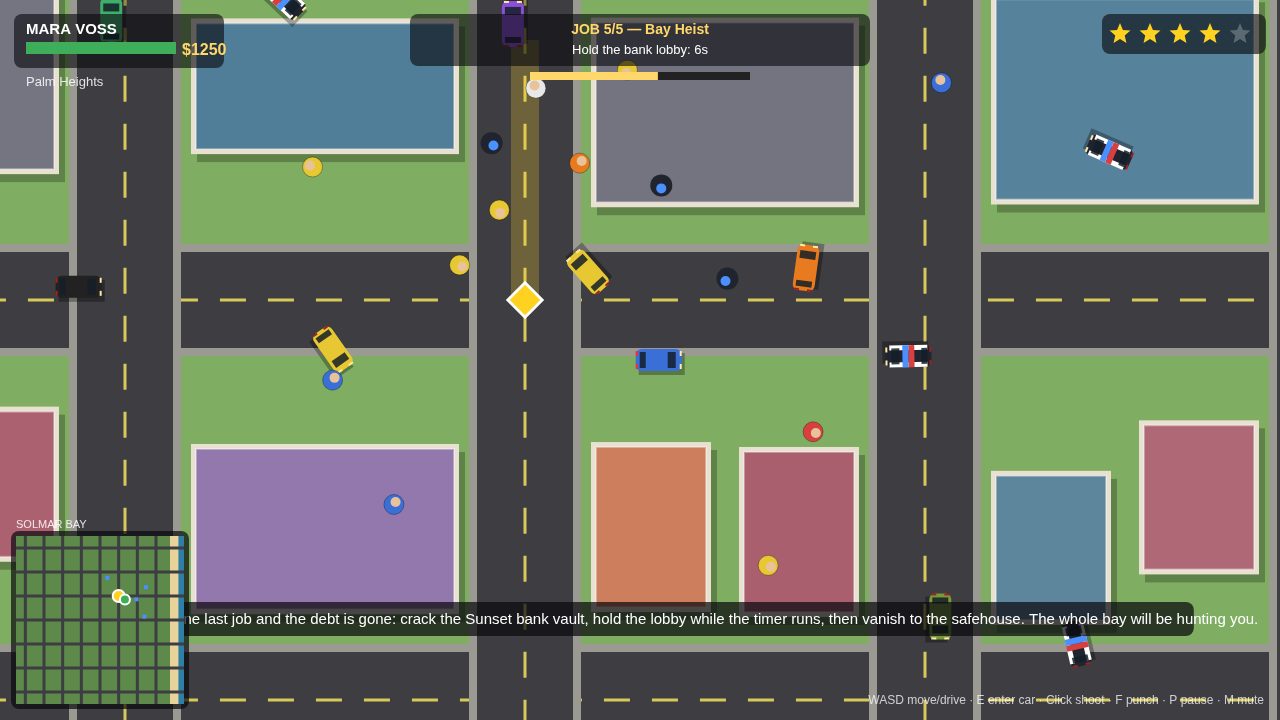 MARA VOSS
$1250
Palm Heights
JOB 5/5 — Bay Heist
Hold the bank lobby: 6s
SOLMAR BAY
last job and the debt is gone: crack the Sunset bank vault, hold the lobby while the timer runs, then vanish to the safehouse. The whole bay will be hunting you.
WASD move/drive · E enter car · Click shoot · F punch · P pause · M mute